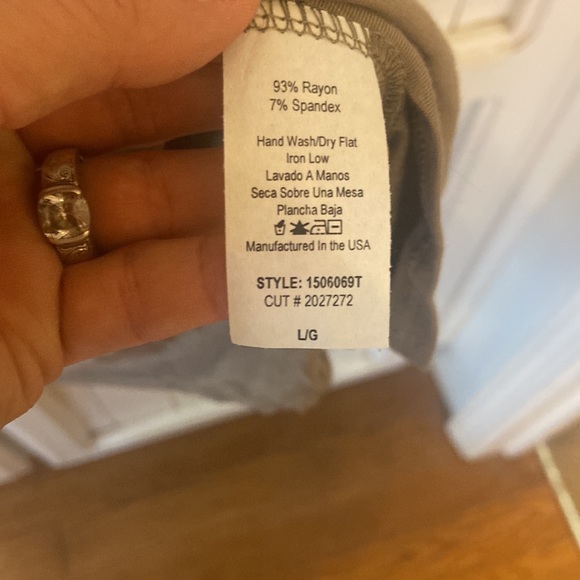 93% Rayon
7% Spandex
Hand Wash/Dry Flat
Iron Low
Lavado A Manos
Seca Sobre Una Mesa
Plancha Baja
Manufactured In the USA
STYLE: 1506069T
CUT # 2027272
L/G